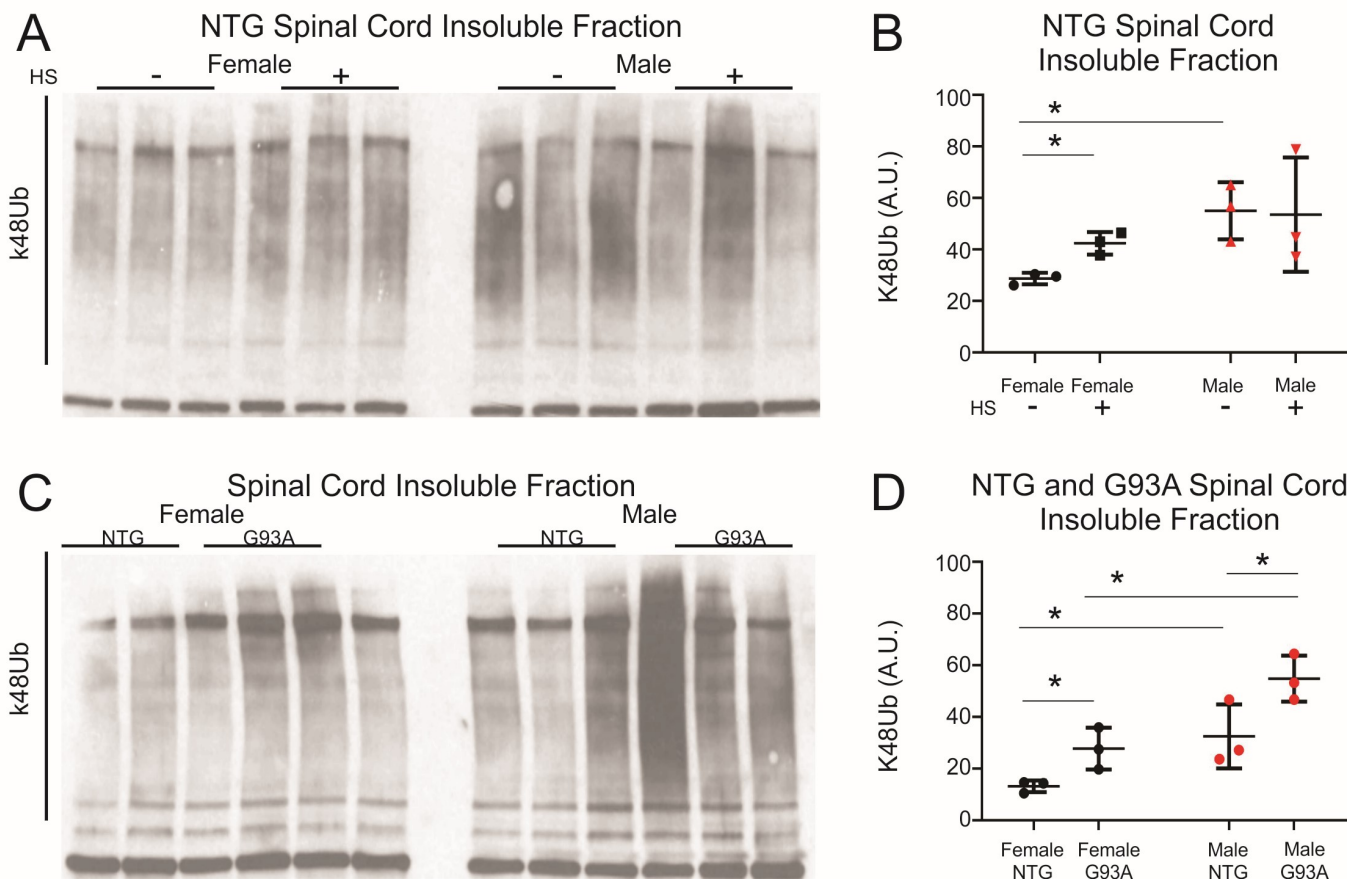 A
NTG Spinal Cord Insoluble Fraction
Female Male
HS - + - +
k48Ub
B
NTG Spinal Cord
Insoluble Fraction
K48Ub (A.U.)
100
80
60
40
20
0
* 
*
Female Female Male Male
HS - + - +
C
Spinal Cord Insoluble Fraction
Female Male
NTG G93A NTG G93A
k48Ub
D
NTG and G93A Spinal Cord
Insoluble Fraction
K48Ub (A.U.)
100
80
60
40
20
0
*
*
*
*
Female Female Male Male
NTG G93A NTG G93A